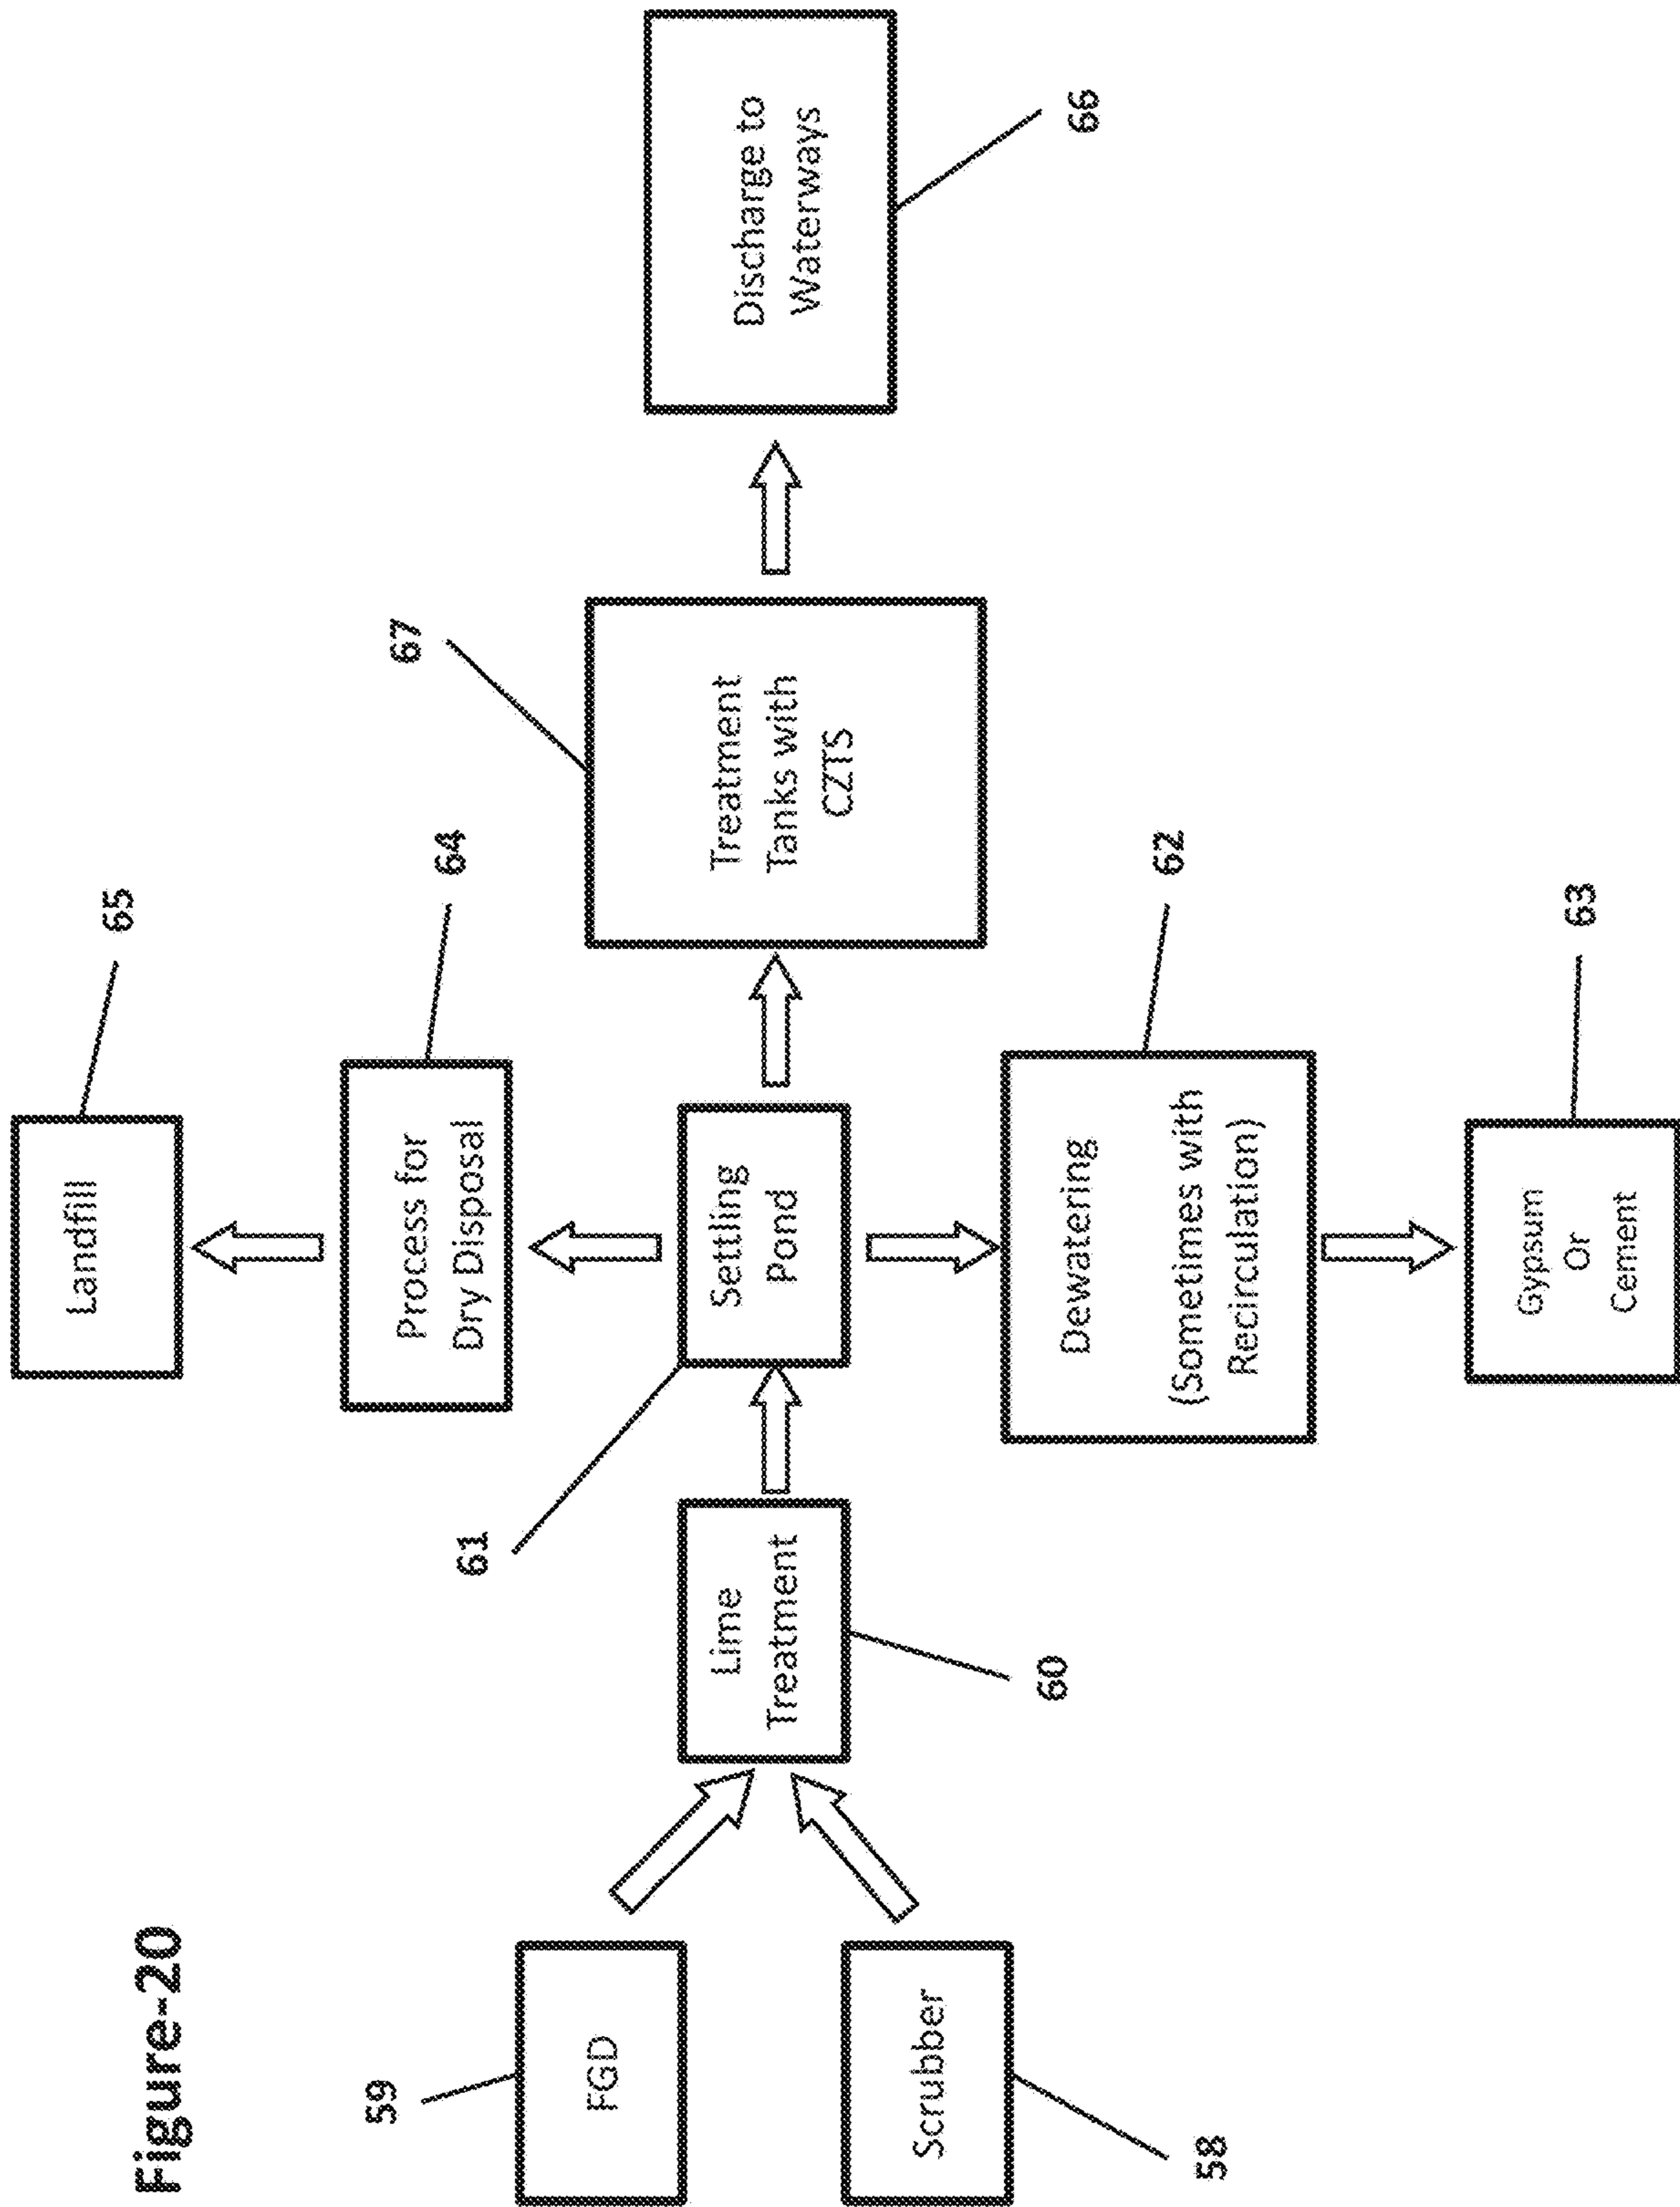 Figure-20
65
Landfill
64
Process for
Dry Disposal
59
FGD
61
67
Lime
Treatment
Settling
Pond
Treatment
Tanks with
CZTS
Discharge to
Waterways
66
60
Scrubber
58
62
Dewatering
(Sometimes with
Recirculation)
63
Gypsum
Or
Cement